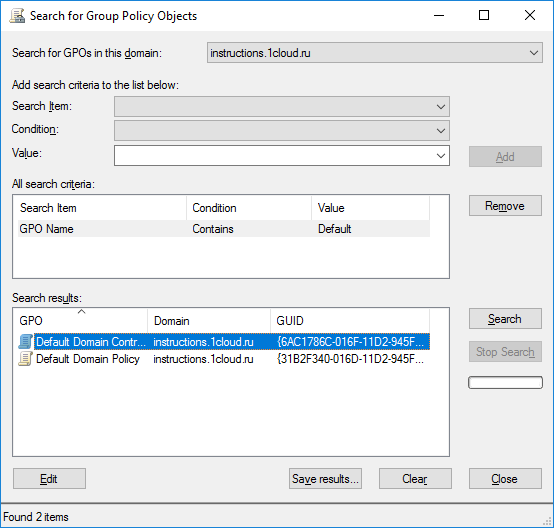 Search for Group Policy Objects
Search for GPOs in this domain: instructions.1cloud.ru
Add search criteria to the list below:
Search Item:
Condition:
Value:
Add
All search criteria:
Search Item Condition Value
GPO Name Contains Default
Remove
Search results:
GPO Domain GUID
Default Domain Contr... instructions.1cloud.ru {6AC1786C-016F-11D2-945F...
Default Domain Policy instructions.1cloud.ru {31B2F340-016D-11D2-945F...
Search
Stop Search
Edit Save results... Clear Close
Found 2 items